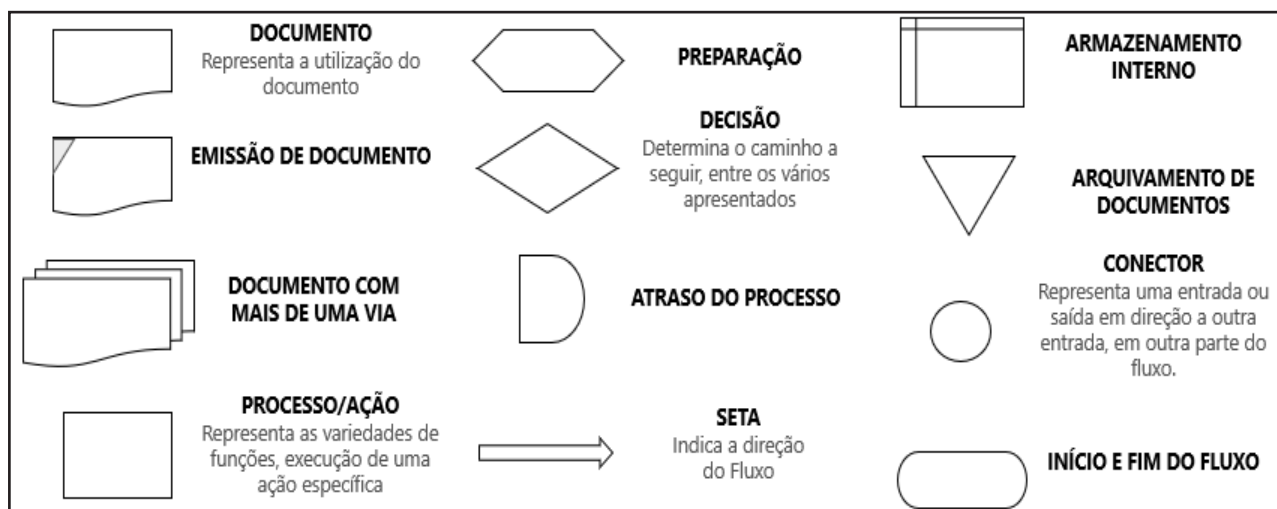 DOCUMENTO
Representa a utilização do
documento
EMISSÃO DE DOCUMENTO
DOCUMENTO COM
MAIS DE UMA VIA
PROCESSO/AÇÃO
Representa as variedades de
funções, execução de uma
ação específica
PREPARAÇÃO
DECISÃO
Determina o caminho a
seguir, entre os vários
apresentados
ATRASO DO PROCESSO
SETA
Indica a direção
do Fluxo
ARMAZENAMENTO
INTERNO
ARQUIVAMENTO DE
DOCUMENTOS
CONECTOR
Representa uma entrada ou
saída em direção a outra
entrada, em outra parte do
fluxo.
INÍCIO E FIM DO FLUXO